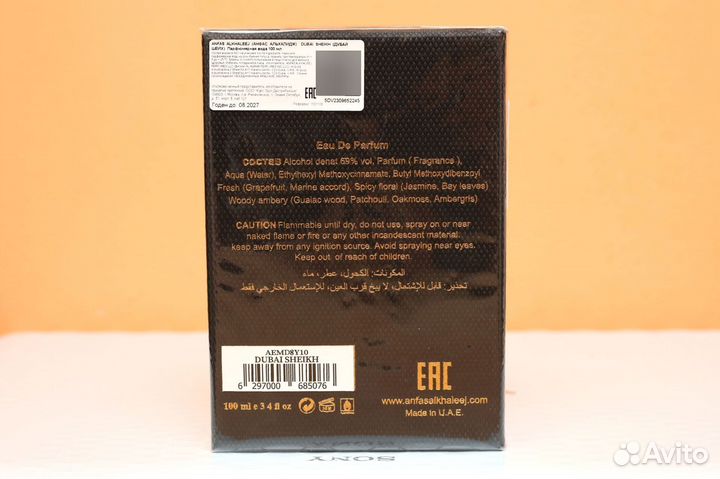 ANFAS ALKHALEEJ (АНФАС АЛЬХАЛИДЖ) DUBAI SHEIKH (ДУБАЙ
ШЕЙХ) Парфюмерная вода 100 мл
EAC
5DV2309652245
Годен до 08.2027
Eau De Parfum
СОСТЕВ Alcohol denat 69% vol, Parfum ( Fragrance ),
Aqua (Water), Ethylhexyl Methoxycinnamate, Butyl Methoxydibenzoyl
Fresh (Grapefruit, Marine accord), Spicy floral (Jasmine, Bay leaves)
Woody ambery (Guaiac wood, Patchouli, Oakmoss, Ambergris)
CAUTION Flammable until dry, do not use, spray on or near
naked flame or fire or any other incandescent material:
keep away from any ignition source. Avoid spraying near eyes.
Keep out of reach of children.
المكونات: الكحول، عطر، ماء
تحذير: قابل للإشتمال، لا يبخ قرب العين، للإستعمال الخارجي فقط
AEMD8Y10
DUBAI SHEIKH
6 297000 685076
100 ml e 3 4 fl oz
EAC
www.anfasalkhaleej.com
Made in U.A.E.
SONY
Avito